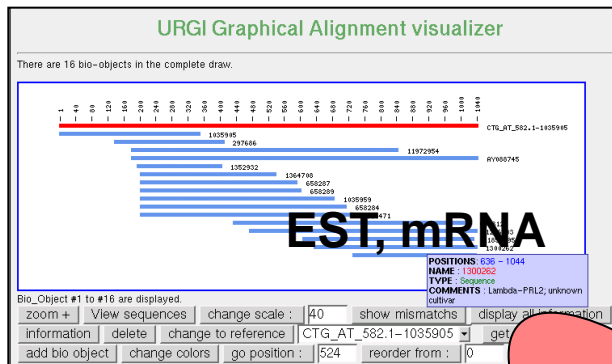 URGI Graphical Alignment visualizer
There are 16 bio-objects in the complete draw.
1 40 80 120 160 200 240 280 320 360 400 440 480 520 560 600 640 680 720 760 800 840 880 920 960 1000 1040
CTG_AT_582.1-1035905
1035905
297686
11972954
AY088745
1352932
1364708
658287
658289
1035959
658284
471
EST, mRNA
POSITIONS: 636 - 1044
NAME : 1300262
TYPE : Sequence
COMMENTS : Lambda-PRL2; unknown
cultivar
Bio_Object #1 to #16 are displayed.
zoom + View sequences change scale : 40 show mismatchs display all information
information delete change to reference CTG_AT_582.1-1035905 get
add bio object change colors go position : 524 reorder from : 0